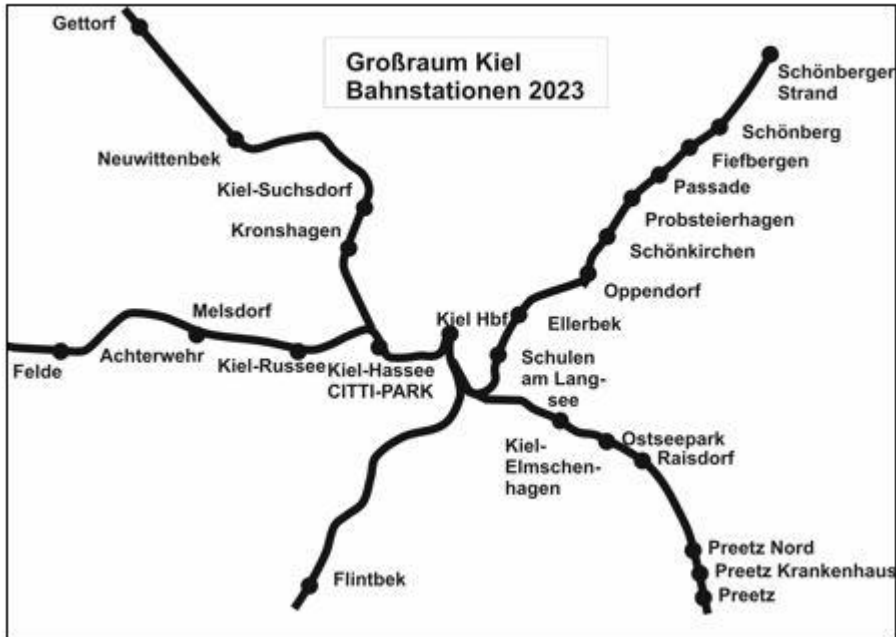 Gettorf
Großraum Kiel
Bahnstationen 2023
Schönberger
Strand
Schönberg
Neuwittenbek
Fiefbergen
Kiel-Suchsdorf
Passade
Kronshagen
Probsteierhagen
Schönkirchen
Oppendorf
Melsdorf
Kiel Hbf
Ellerbek
Felde
Achterwehr
Kiel-Russee
Kiel-Hassee
CITTI-PARK
Schulen
am Lang-
see
Kiel-
Elmschen-
hagen
Ostseepark
Raisdorf
Preetz Nord
Preetz Krankenhaus
Preetz
Flintbek